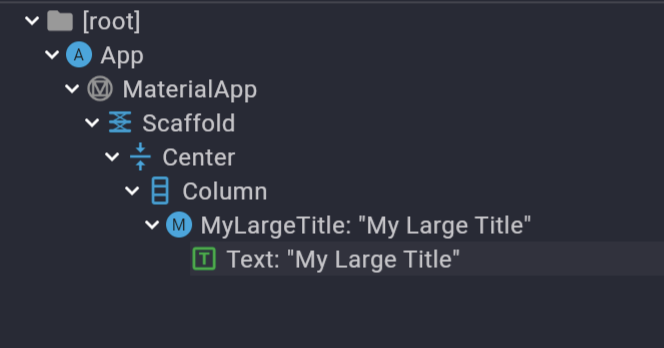 [root]
A App
MaterialApp
Scaffold
Center
Column
M MyLargeTitle: "My Large Title"
T Text: "My Large Title"